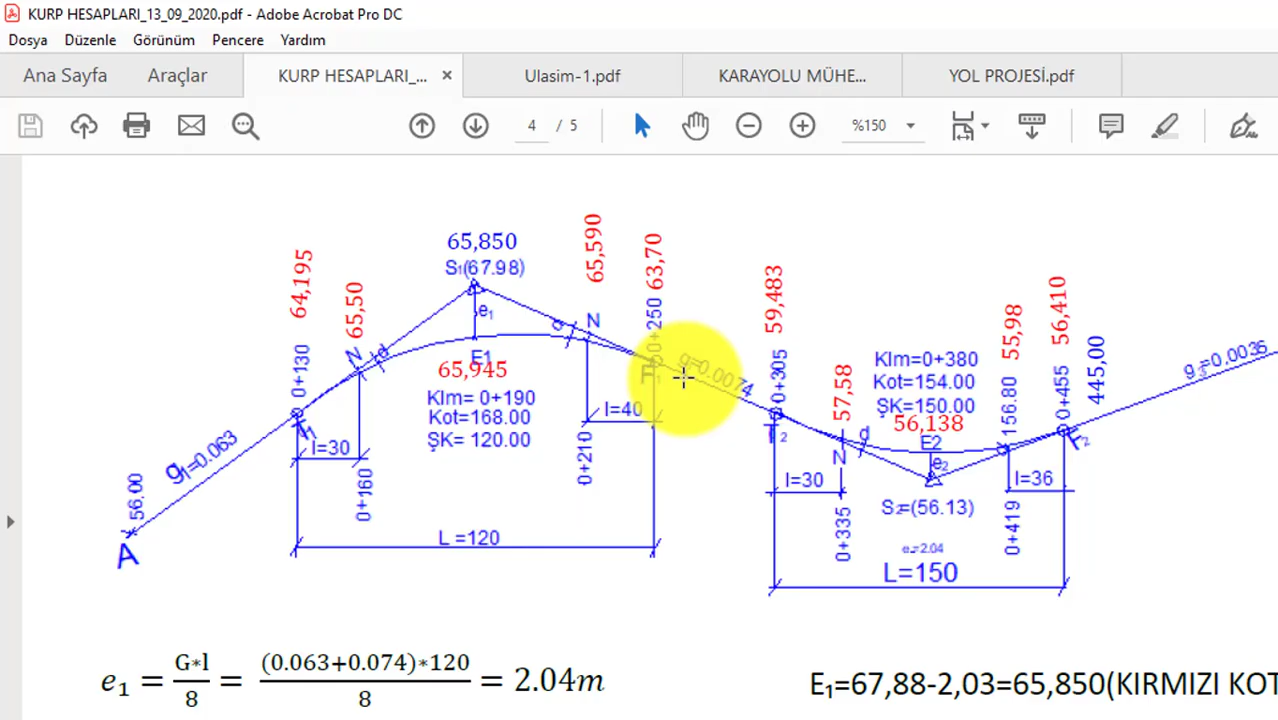 KURP HESAPLARI_13_09_2020.pdf - Adobe Acrobat Pro DC
Dosya Düzenle Görünüm Pencere Yardım
Ana Sayfa Araçlar KURP HESAPLARI_... × Ulasim-1.pdf KARAYOLU MÜHE... YOL PROJESİ.pdf
4 / 5 %150
65,850
S₁(67.98)
64,195
65,50
65,590
63,70
0+130
N
d
e₁
d
N
0+250
E1
65,945
Klm= 0+190
Kot=168.00
ŞK= 120.00
T₁
l=30
0+160
l=40
0+210
L =120
g₁=0.063
56.00
A
g=0.0074
59,483
0+305
T₂
57,58
Klm=0+380
Kot=154.00
ŞK=150.00
56,138
E2
e₂
d
N
l=30
0+335
S₂=(56.13)
e=2.04
L=150
55,98
156.80
56,410
0+455
445,00
F₂
l=36
0+419
g₃=0.0036
e₁ = G*l/8 = (0.063+0.074)*120/8 = 2.04m
E₁=67,88-2,03=65,850(KIRMIZI KOT